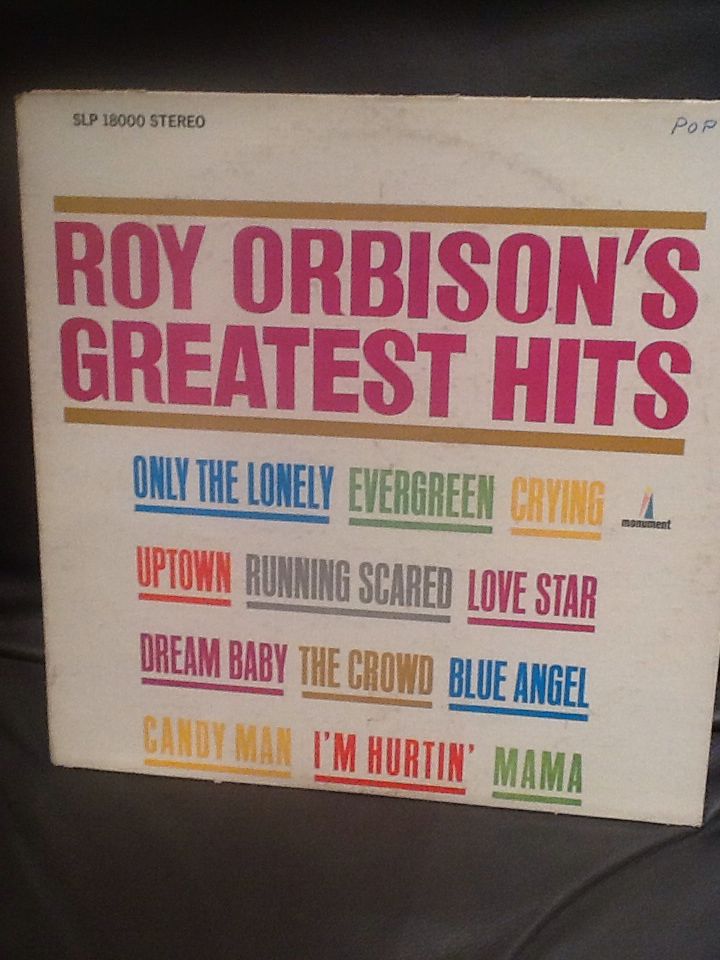 SLP 18000 STEREO
POP
ROY ORBISON'S
GREATEST HITS
ONLY THE LONELY EVERGREEN CRYING
monument
UPTOWN RUNNING SCARED LOVE STAR
DREAM BABY THE CROWD BLUE ANGEL
CANDY MAN I'M HURTIN' MAMA